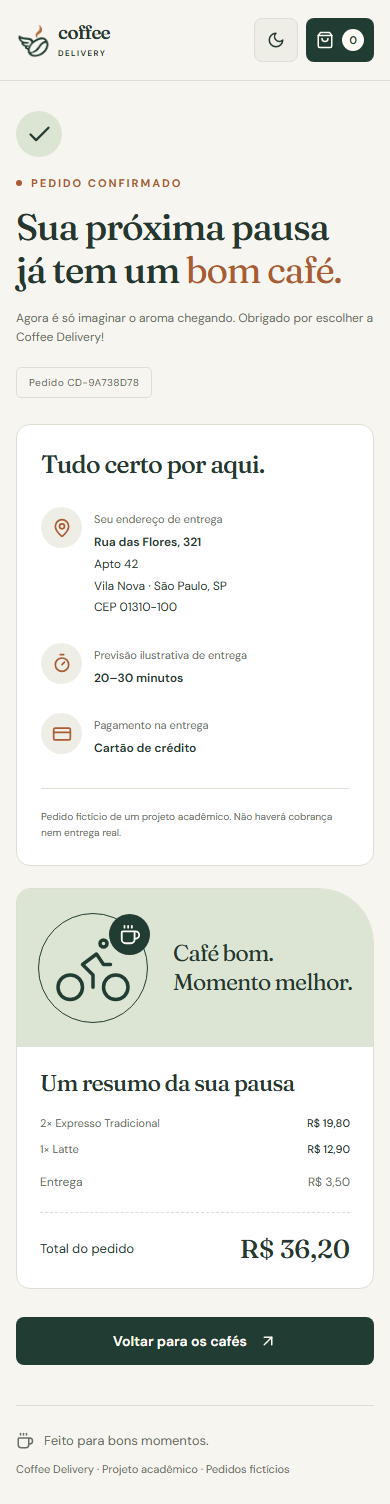 coffee
DELIVERY
0
PEDIDO CONFIRMADO
Sua próxima pausa
já tem um bom café.
Agora é só imaginar o aroma chegando. Obrigado por escolher a
Coffee Delivery!
Pedido CD-9A738D78
Tudo certo por aqui.
Seu endereço de entrega
Rua das Flores, 321
Apto 42
Vila Nova · São Paulo, SP
CEP 01310-100
Previsão ilustrativa de entrega
20–30 minutos
Pagamento na entrega
Cartão de crédito
Pedido fictício de um projeto acadêmico. Não haverá cobrança
nem entrega real.
Café bom.
Momento melhor.
Um resumo da sua pausa
2× Expresso Tradicional R$ 19,80
1× Latte R$ 12,90
Entrega R$ 3,50
Total do pedido R$ 36,20
Voltar para os cafés
Feito para bons momentos.
Coffee Delivery · Projeto acadêmico · Pedidos fictícios